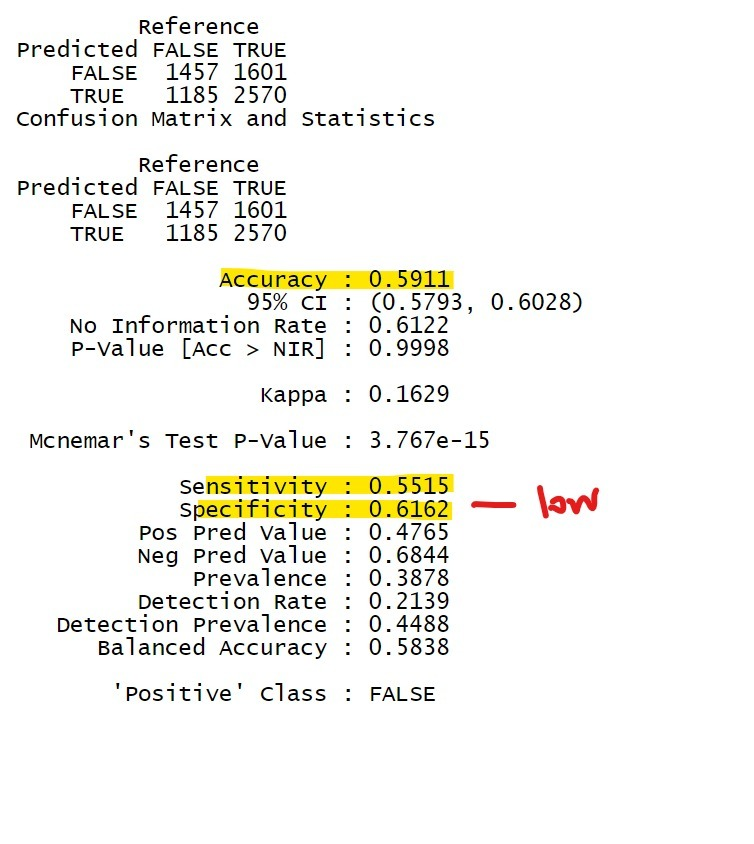 Reference
Predicted FALSE TRUE
FALSE 1457 1601
TRUE 1185 2570
Confusion Matrix and Statistics
Reference
Predicted FALSE TRUE
FALSE 1457 1601
TRUE 1185 2570
Accuracy : 0.5911
95% CI : (0.5793, 0.6028)
No Information Rate : 0.6122
P-Value [Acc > NIR] : 0.9998
Kappa : 0.1629
Mcnemar's Test P-Value : 3.767e-15
Sensitivity : 0.5515
Specificity : 0.6162 — low
Pos Pred Value : 0.4765
Neg Pred Value : 0.6844
Prevalence : 0.3878
Detection Rate : 0.2139
Detection Prevalence : 0.4488
Balanced Accuracy : 0.5838
'Positive' Class : FALSE